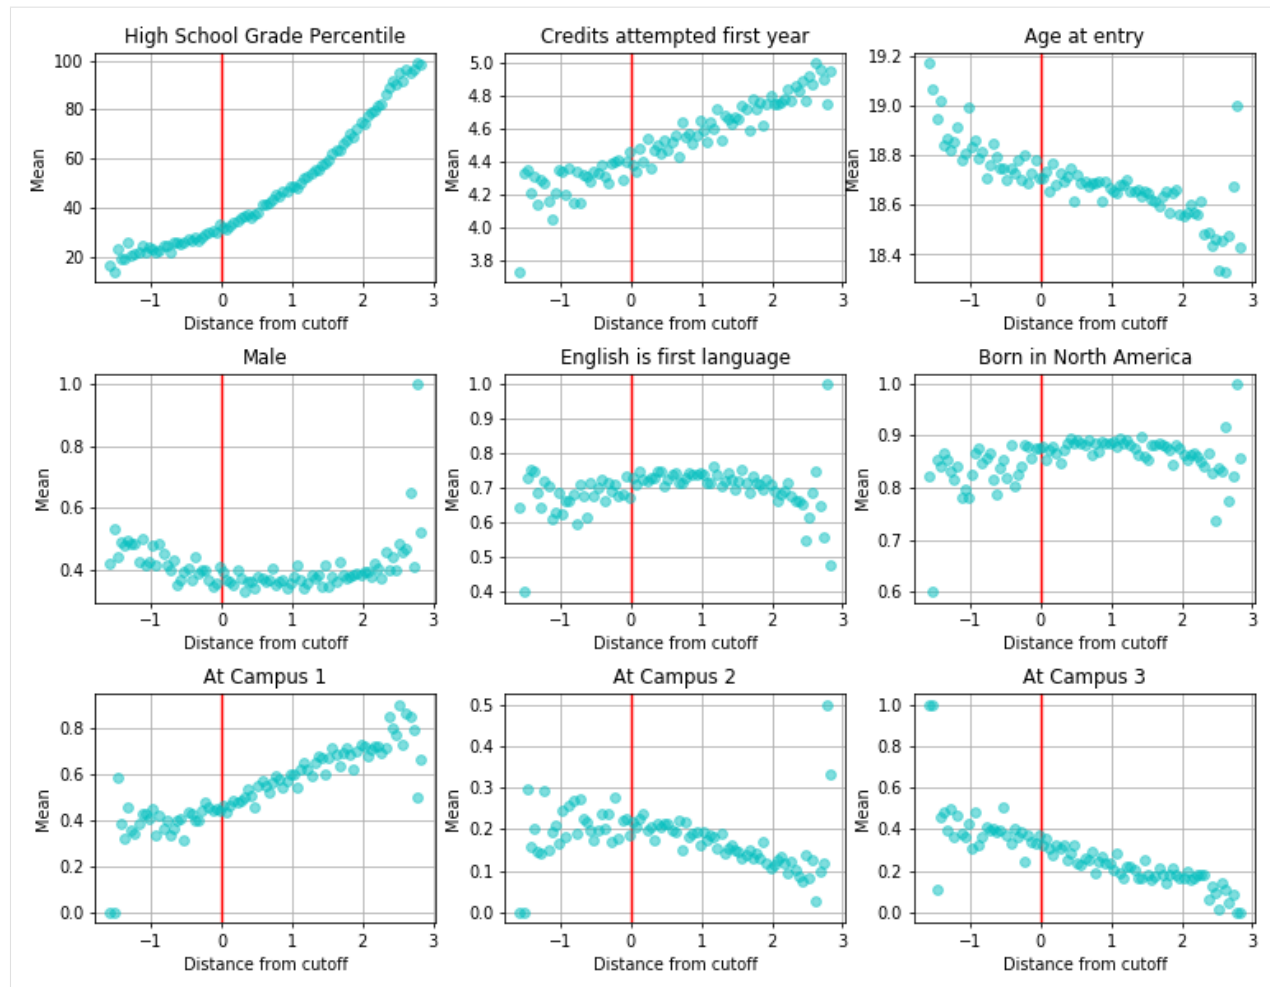 High School Grade Percentile
Mean
100
80
60
40
20
−1 0 1 2 3
Distance from cutoff
Credits attempted first year
Mean
5.0
4.8
4.6
4.4
4.2
4.0
3.8
−1 0 1 2 3
Distance from cutoff
Age at entry
Mean
19.2
19.0
18.8
18.6
18.4
−1 0 1 2 3
Distance from cutoff
Male
Mean
1.0
0.8
0.6
0.4
−1 0 1 2 3
Distance from cutoff
English is first language
Mean
1.0
0.9
0.8
0.7
0.6
0.5
0.4
−1 0 1 2 3
Distance from cutoff
Born in North America
Mean
1.0
0.9
0.8
0.7
0.6
−1 0 1 2 3
Distance from cutoff
At Campus 1
Mean
0.8
0.6
0.4
0.2
0.0
−1 0 1 2 3
Distance from cutoff
At Campus 2
Mean
0.5
0.4
0.3
0.2
0.1
0.0
−1 0 1 2 3
Distance from cutoff
At Campus 3
Mean
1.0
0.8
0.6
0.4
0.2
0.0
−1 0 1 2 3
Distance from cutoff